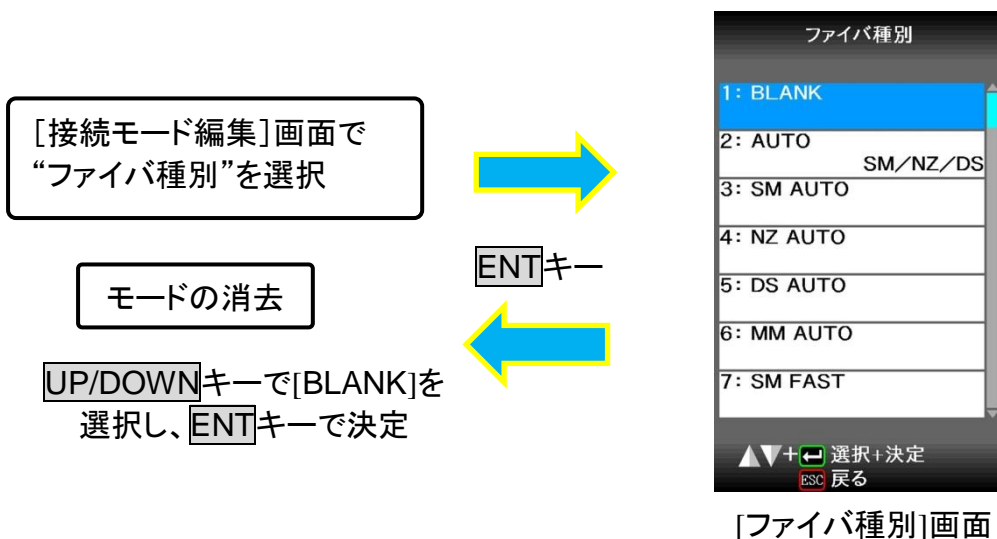 [接続モード編集]画面で
“ファイバ種別”を選択
モードの消去
UP/DOWNキーで[BLANK]を
選択し、ENTキーで決定
ENTキー
ファイバ種別
1: BLANK
2: AUTO
SM/NZ/DS
3: SM AUTO
4: NZ AUTO
5: DS AUTO
6: MM AUTO
7: SM FAST
▲▼+↵ 選択+決定
ESC 戻る
[ファイバ種別]画面